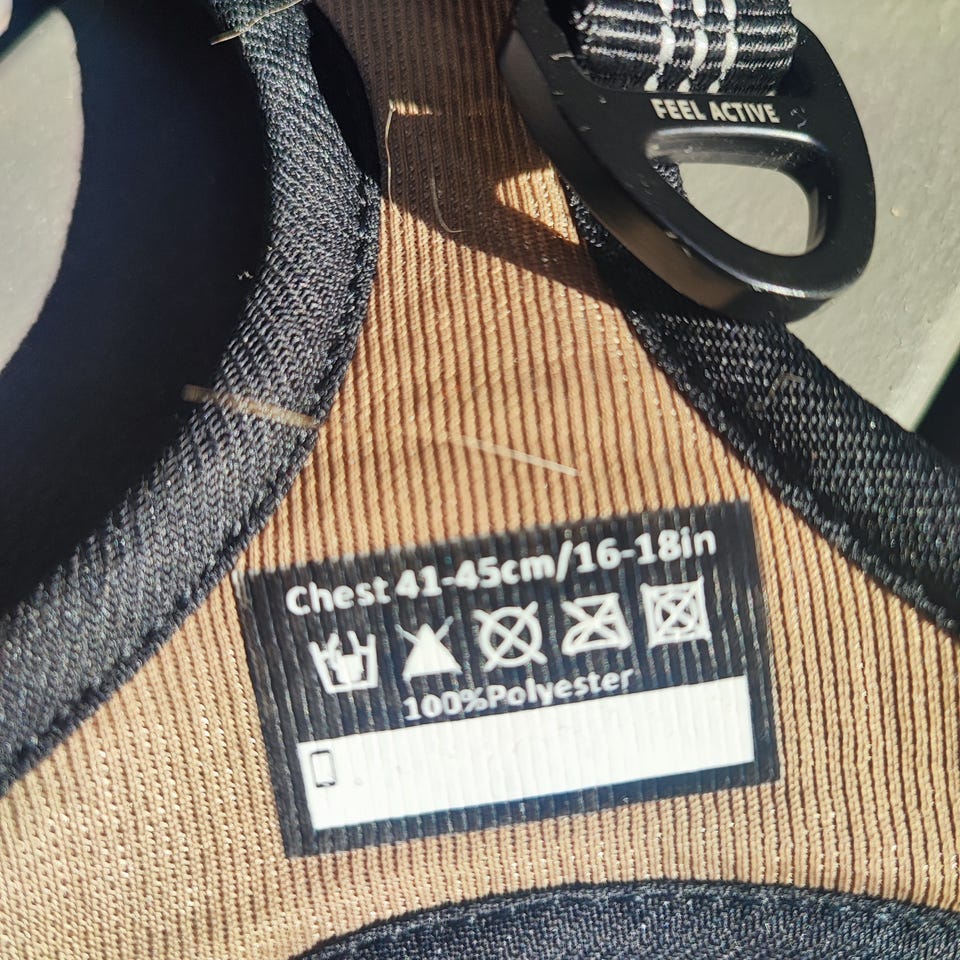 FEEL ACTIVE
Chest 41-45cm/16-18in
100%Polyester